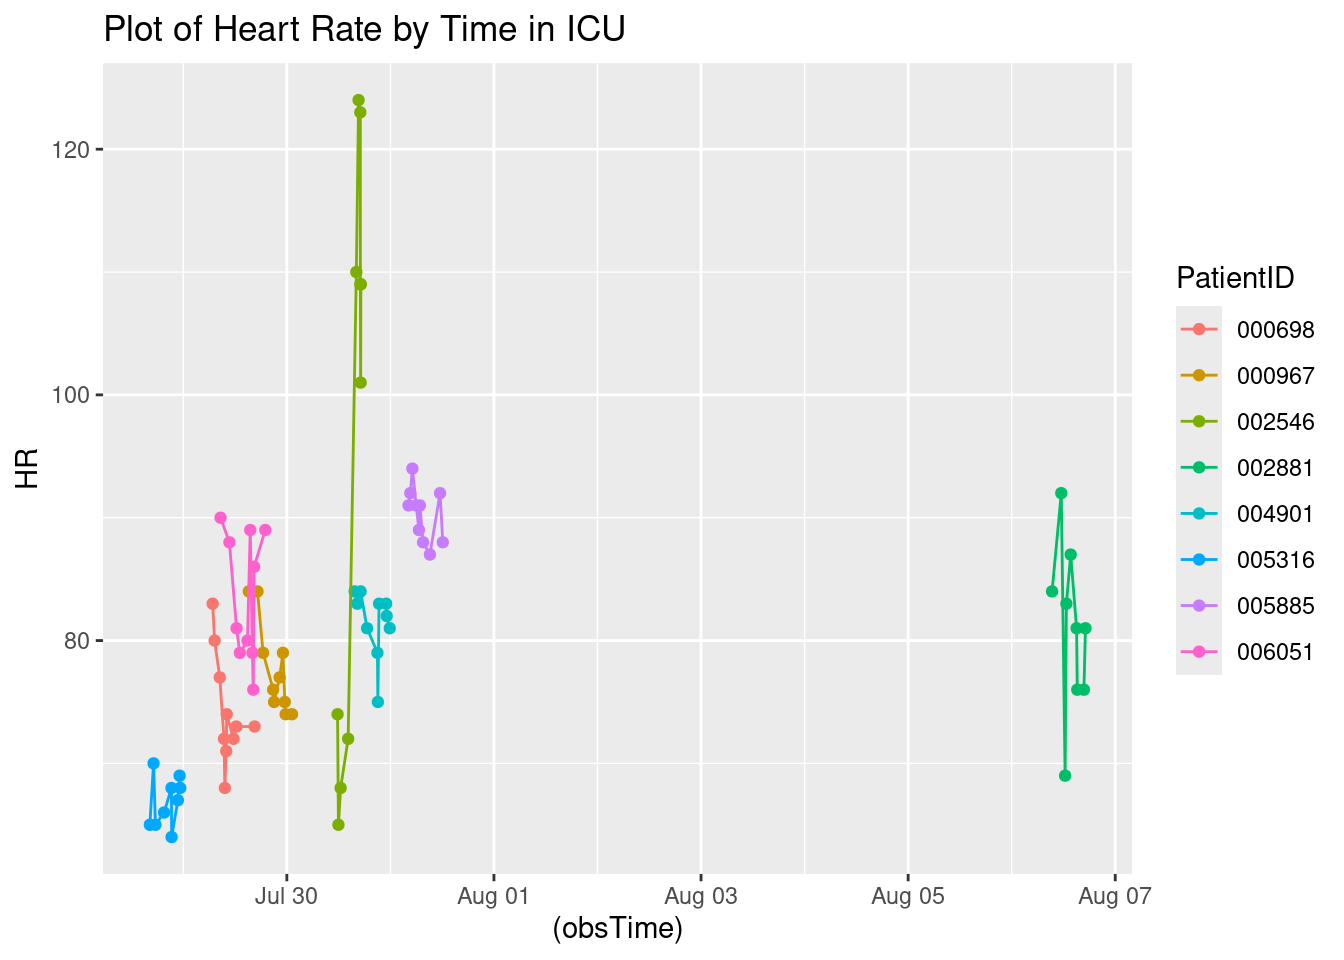 Plot of Heart Rate by Time in ICU
120
100
80
HR
Jul 30
Aug 01
Aug 03
Aug 05
Aug 07
(obsTime)
PatientID
000698
000967
002546
002881
004901
005316
005885
006051